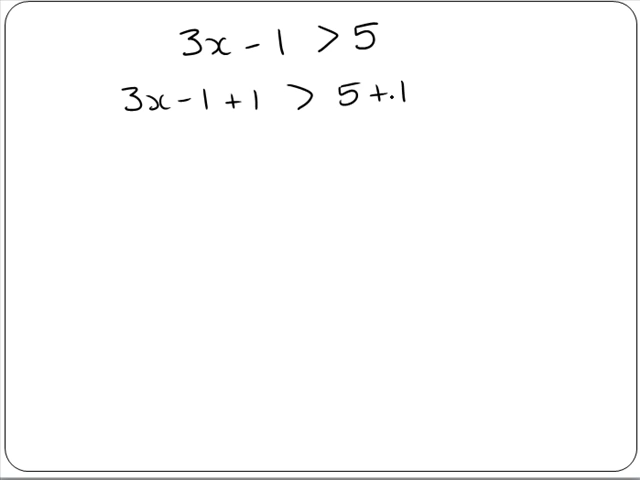 3x - 1 > 5
3x - 1 + 1 > 5 + 1